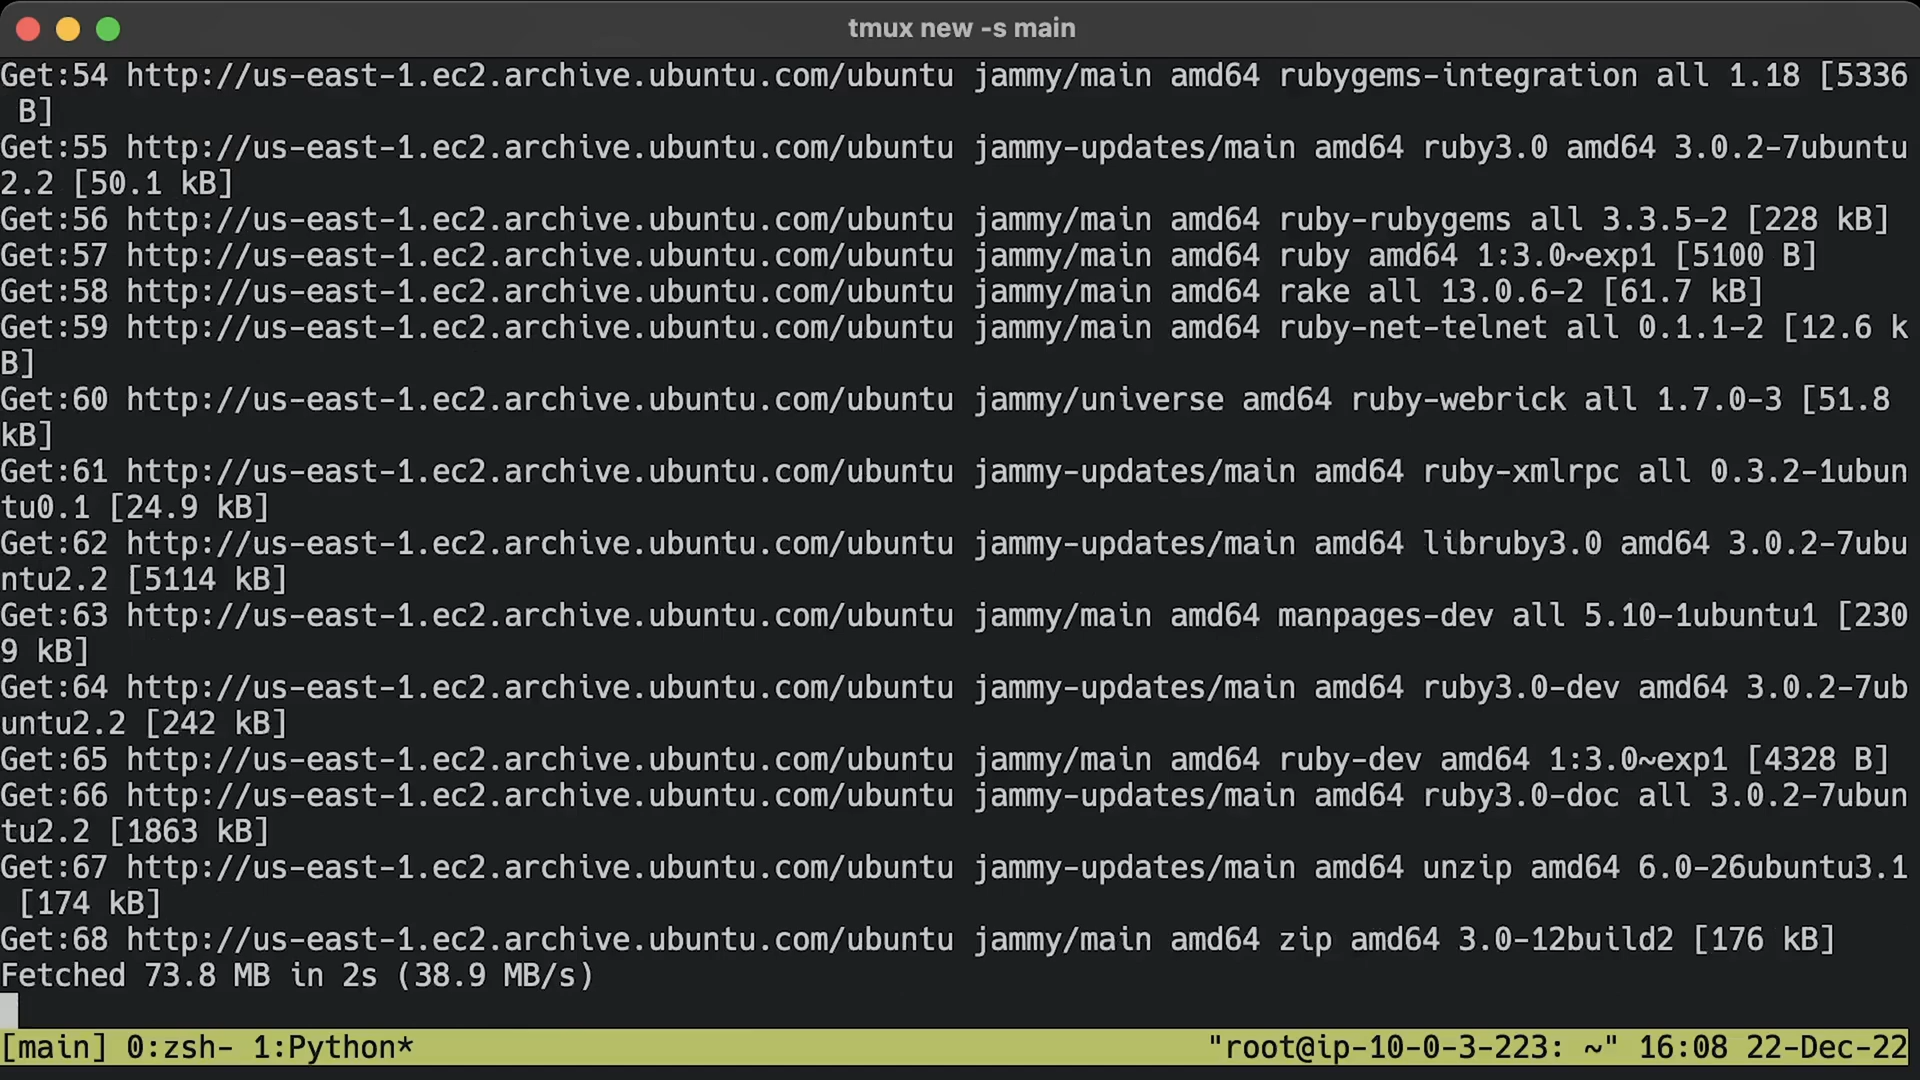 tmux new -s main
Get:54 http://us-east-1.ec2.archive.ubuntu.com/ubuntu jammy/main amd64 rubygems-integration all 1.18 [5336
B]
Get:55 http://us-east-1.ec2.archive.ubuntu.com/ubuntu jammy-updates/main amd64 ruby3.0 amd64 3.0.2-7ubuntu
2.2 [50.1 kB]
Get:56 http://us-east-1.ec2.archive.ubuntu.com/ubuntu jammy/main amd64 ruby-rubygems all 3.3.5-2 [228 kB]
Get:57 http://us-east-1.ec2.archive.ubuntu.com/ubuntu jammy/main amd64 ruby amd64 1:3.0~exp1 [5100 B]
Get:58 http://us-east-1.ec2.archive.ubuntu.com/ubuntu jammy/main amd64 rake all 13.0.6-2 [61.7 kB]
Get:59 http://us-east-1.ec2.archive.ubuntu.com/ubuntu jammy/main amd64 ruby-net-telnet all 0.1.1-2 [12.6 k
B]
Get:60 http://us-east-1.ec2.archive.ubuntu.com/ubuntu jammy/universe amd64 ruby-webrick all 1.7.0-3 [51.8
kB]
Get:61 http://us-east-1.ec2.archive.ubuntu.com/ubuntu jammy-updates/main amd64 ruby-xmlrpc all 0.3.2-1ubun
tu0.1 [24.9 kB]
Get:62 http://us-east-1.ec2.archive.ubuntu.com/ubuntu jammy-updates/main amd64 libruby3.0 amd64 3.0.2-7ubu
ntu2.2 [5114 kB]
Get:63 http://us-east-1.ec2.archive.ubuntu.com/ubuntu jammy/main amd64 manpages-dev all 5.10-1ubuntu1 [230
9 kB]
Get:64 http://us-east-1.ec2.archive.ubuntu.com/ubuntu jammy-updates/main amd64 ruby3.0-dev amd64 3.0.2-7ub
untu2.2 [242 kB]
Get:65 http://us-east-1.ec2.archive.ubuntu.com/ubuntu jammy/main amd64 ruby-dev amd64 1:3.0~exp1 [4328 B]
Get:66 http://us-east-1.ec2.archive.ubuntu.com/ubuntu jammy-updates/main amd64 ruby3.0-doc all 3.0.2-7ubun
tu2.2 [1863 kB]
Get:67 http://us-east-1.ec2.archive.ubuntu.com/ubuntu jammy-updates/main amd64 unzip amd64 6.0-26ubuntu3.1
[174 kB]
Get:68 http://us-east-1.ec2.archive.ubuntu.com/ubuntu jammy/main amd64 zip amd64 3.0-12build2 [176 kB]
Fetched 73.8 MB in 2s (38.9 MB/s)
[main] 0:zsh- 1:Python* "root@ip-10-0-3-223: ~" 16:08 22-Dec-22